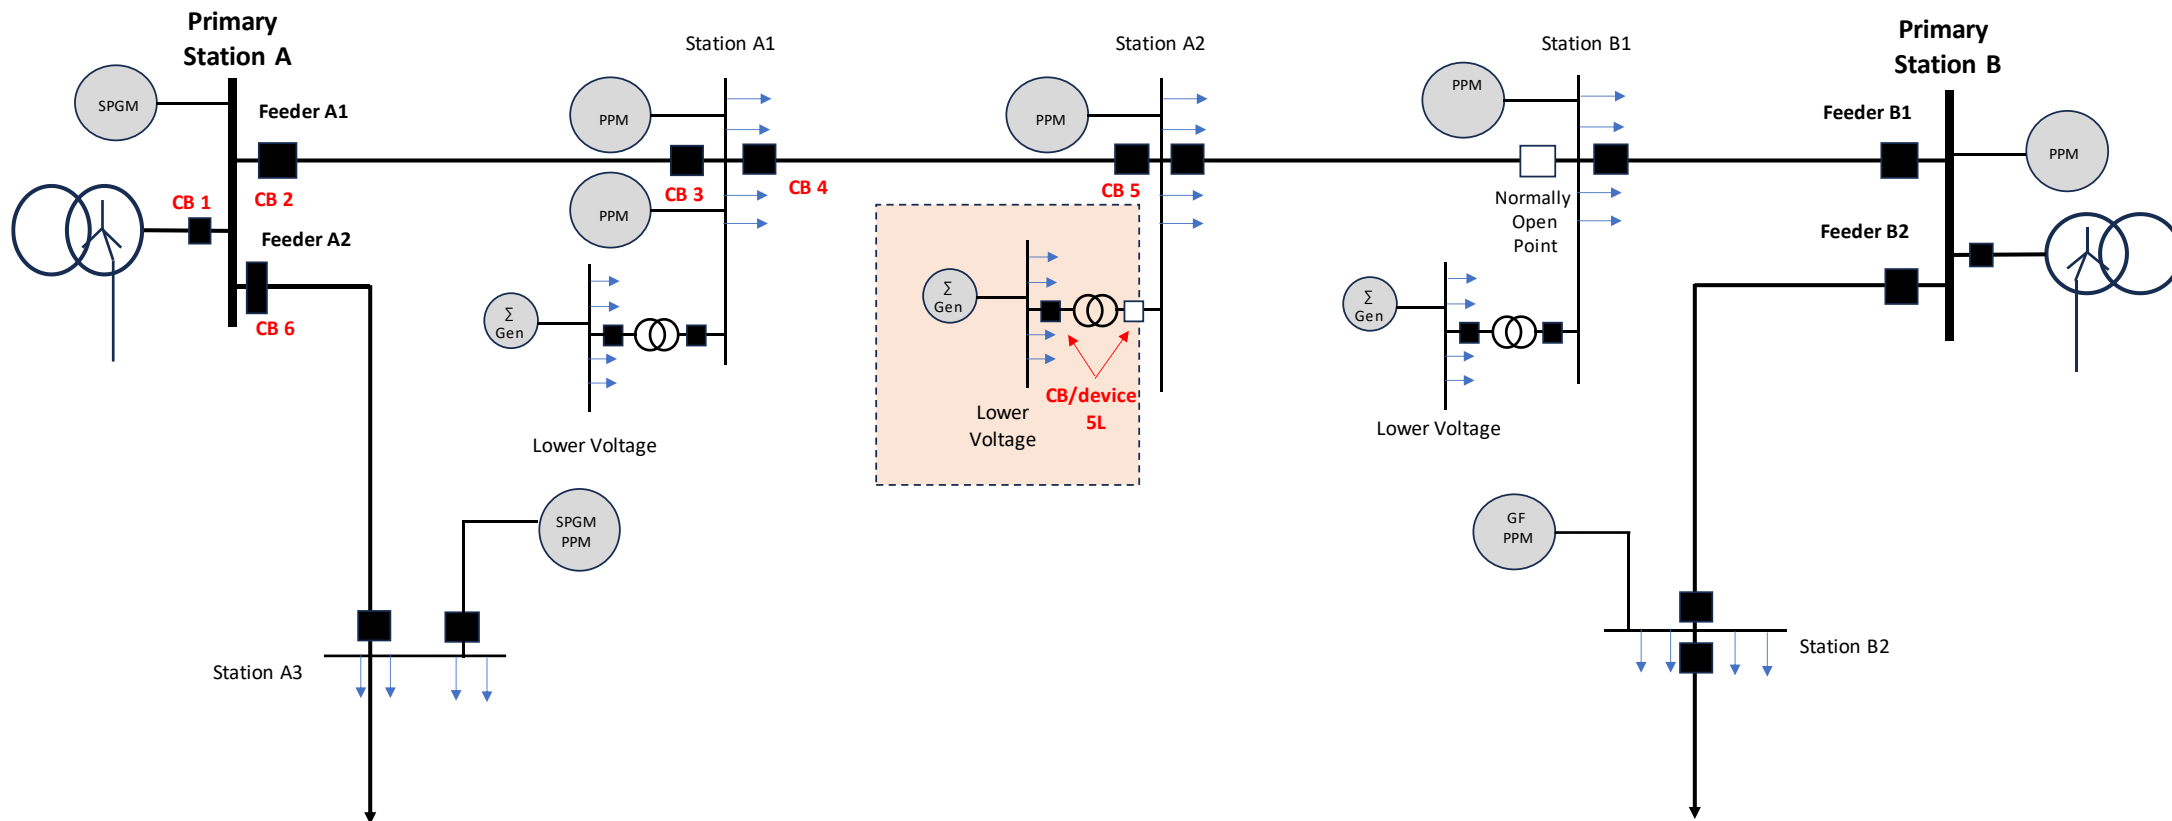 Primary
Station A
SPGM
Feeder A1
CB 1
CB 2
Feeder A2
CB 6
Station A1
PPM
PPM
CB 3
CB 4
Σ
Gen
Lower Voltage
Station A2
PPM
CB 5
Σ
Gen
CB/device
5L
Lower
Voltage
Station B1
PPM
Normally
Open
Point
Σ
Gen
Lower Voltage
Primary
Station B
Feeder B1
PPM
Feeder B2
SPGM
PPM
Station A3
GF
PPM
Station B2